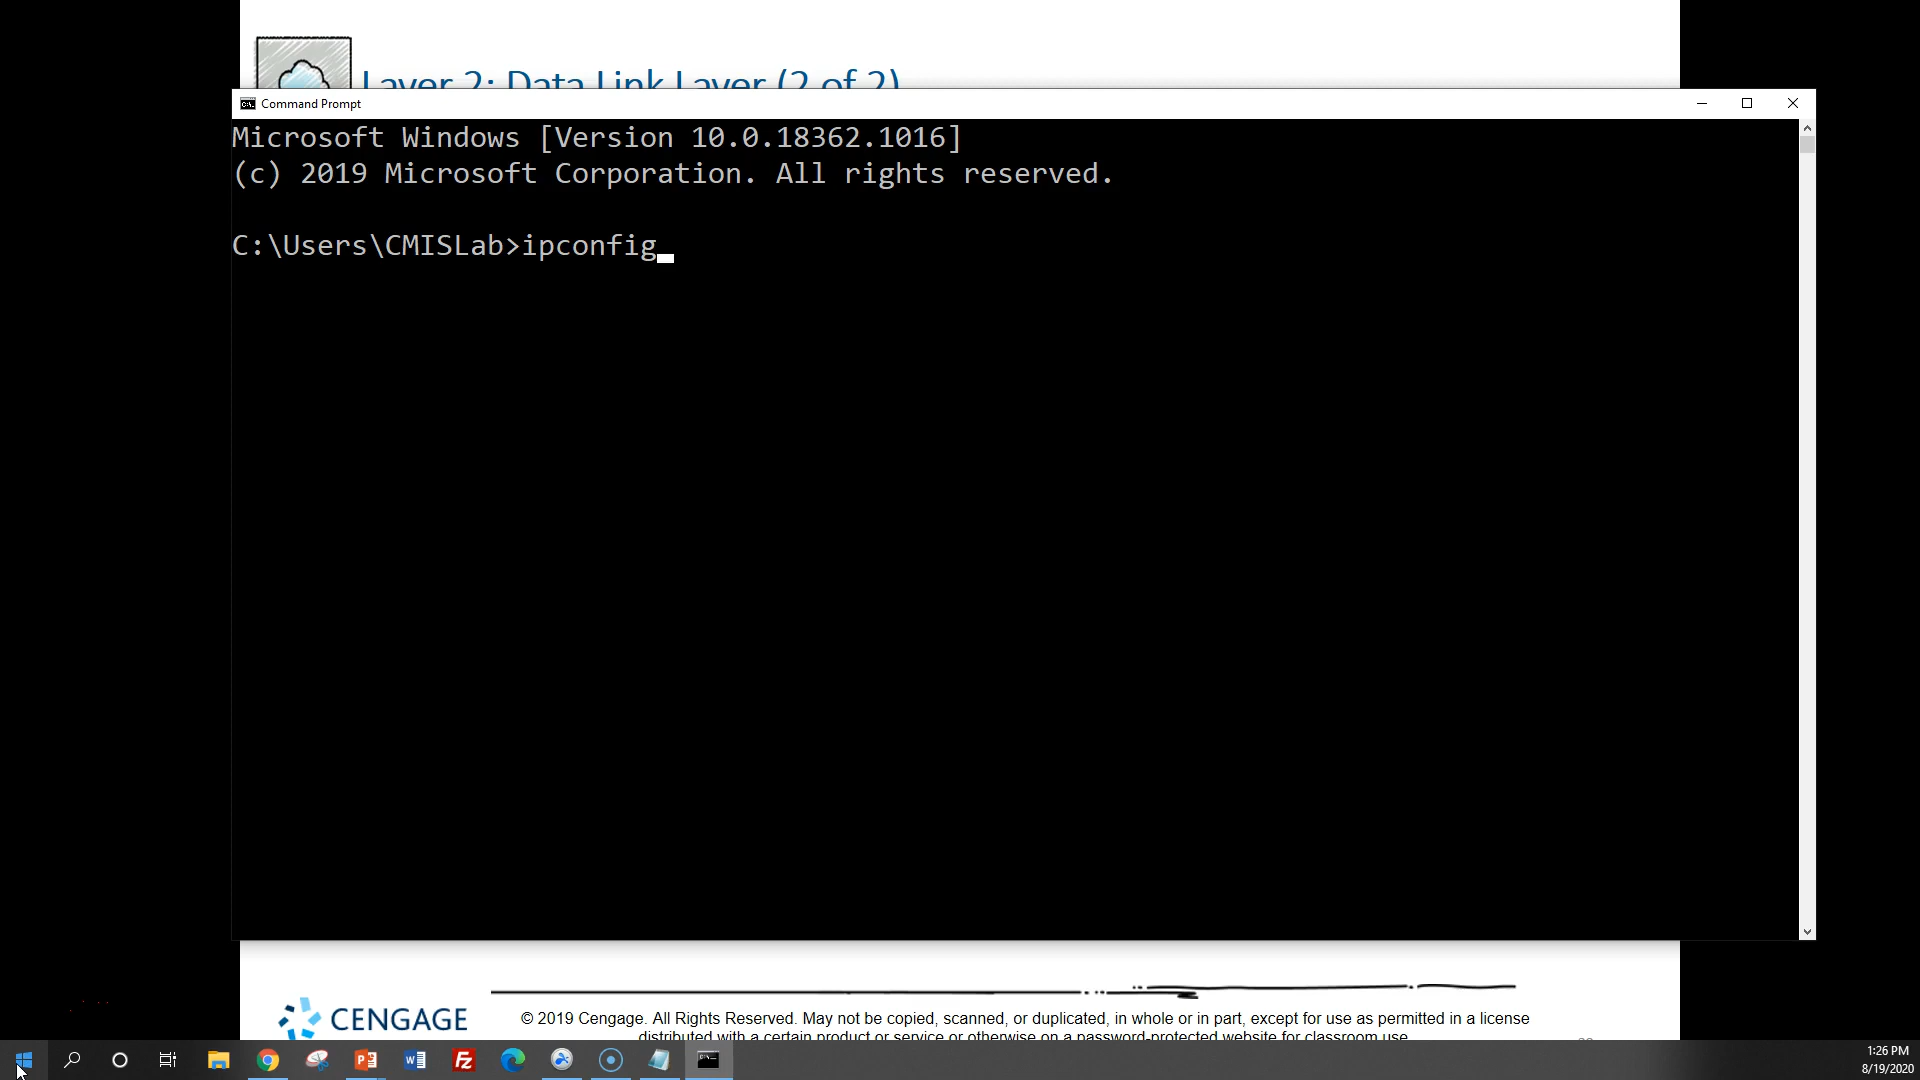 Layer 2: Data Link Layer (2 of 2)
Command Prompt
Microsoft Windows [Version 10.0.18362.1016]
(c) 2019 Microsoft Corporation. All rights reserved.
C:\Users\CMISLab>ipconfig
CENGAGE
© 2019 Cengage. All Rights Reserved. May not be copied, scanned, or duplicated, in whole or in part, except for use as permitted in a license
distributed with a certain product or service or otherwise on a password-protected website for classroom use
1:26 PM
8/19/2020